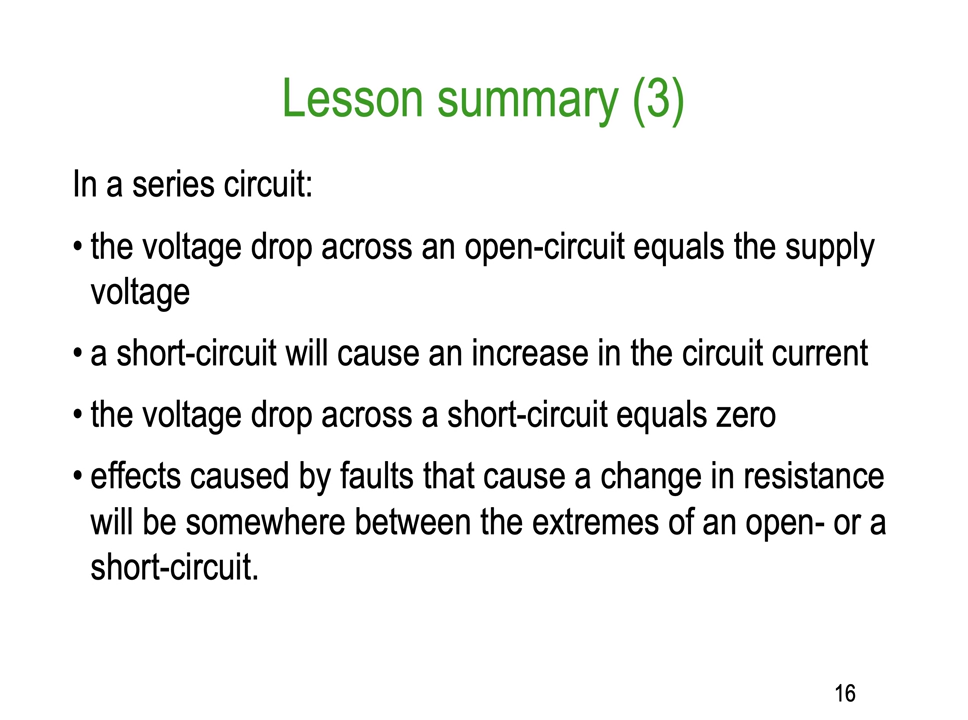 Lesson summary (3)
In a series circuit:
• the voltage drop across an open-circuit equals the supply
voltage
• a short-circuit will cause an increase in the circuit current
• the voltage drop across a short-circuit equals zero
• effects caused by faults that cause a change in resistance
will be somewhere between the extremes of an open- or a
short-circuit.
16